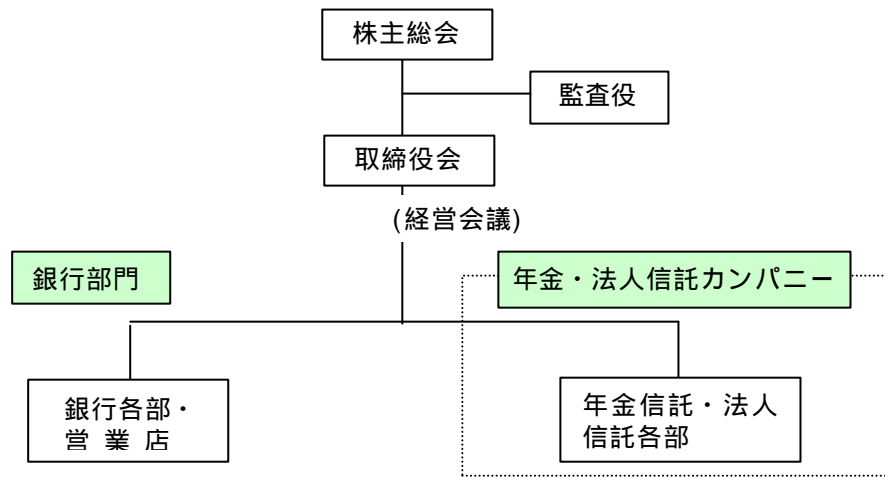 株主総会
監査役
取締役会
(経営会議)
銀行部門
年金・法人信託カンパニー
銀行各部・
営 業 店
年金信託・法人
信託各部